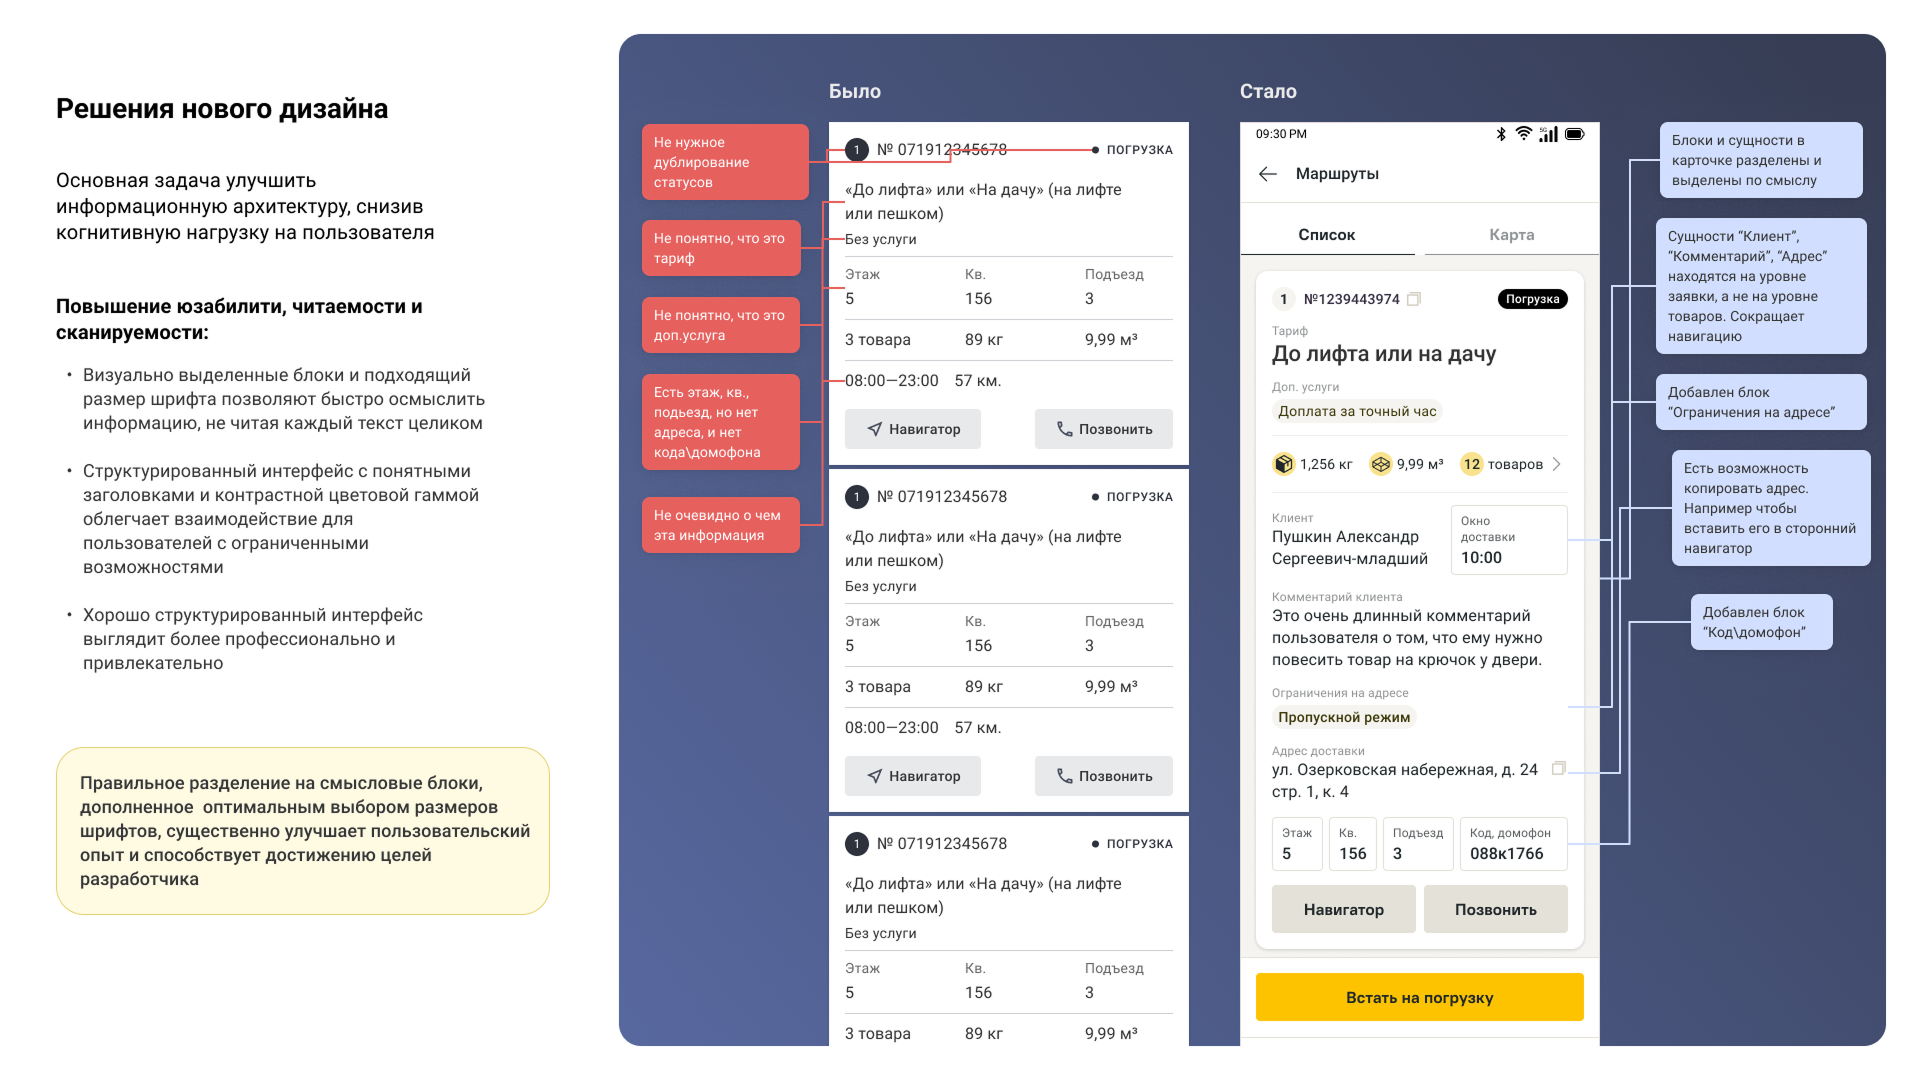 Решения нового дизайна
Основная задача улучшить
информационную архитектуру, снизив
когнитивную нагрузку на пользователя
Повышение юзабилити, читаемости и
сканируемости:
• Визуально выделенные блоки и подходящий
размер шрифта позволяют быстро осмыслить
информацию, не читая каждый текст целиком
• Структурированный интерфейс с понятными
заголовками и контрастной цветовой гаммой
облегчает взаимодействие для
пользователей с ограниченными
возможностями
• Хорошо структурированный интерфейс
выглядит более профессионально и
привлекательно
Правильное разделение на смысловые блоки,
дополненное оптимальным выбором размеров
шрифтов, существенно улучшает пользовательский
опыт и способствует достижению целей
разработчика
Было
Не нужное
дублирование
статусов
Не понятно, что это
тариф
Не понятно, что это
доп.услуга
Есть этаж, кв.,
подьезд, но нет
адреса, и нет
кода\домофона
Не очевидно о чем
эта информация
1 № 071912345678 ПОГРУЗКА
«До лифта» или «На дачу» (на лифте
или пешком)
Без услуги
Этаж Кв. Подъезд
5 156 3
3 товара 89 кг 9,99 м³
08:00—23:00 57 км.
Навигатор Позвонить
1 № 071912345678 ПОГРУЗКА
«До лифта» или «На дачу» (на лифте
или пешком)
Без услуги
Этаж Кв. Подъезд
5 156 3
3 товара 89 кг 9,99 м³
08:00—23:00 57 км.
Навигатор Позвонить
1 № 071912345678 ПОГРУЗКА
«До лифта» или «На дачу» (на лифте
или пешком)
Без услуги
Этаж Кв. Подъезд
5 156 3
3 товара 89 кг 9,99 м³
Стало
09:30 PM 5G
Маршруты
Список Карта
1 №1239443974 Погрузка
Тариф
До лифта или на дачу
Доп. услуги
Доплата за точный час
1,256 кг 9,99 м³ 12 товаров
Клиент
Пушкин Александр
Сергеевич-младший
Окно
доставки
10:00
Комментарий клиента
Это очень длинный комментарий
пользователя о том, что ему нужно
повесить товар на крючок у двери.
Ограничения на адресе
Пропускной режим
Адрес доставки
ул. Озерковская набережная, д. 24
стр. 1, к. 4
Этаж Кв. Подъезд Код, домофон
5 156 3 088к1766
Навигатор Позвонить
Встать на погрузку
Блоки и сущности в
карточке разделены и
выделены по смыслу
Сущности “Клиент”,
“Комментарий”, “Адрес”
находятся на уровне
заявки, а не на уровне
товаров. Сокращает
навигацию
Добавлен блок
“Ограничения на адресе”
Есть возможность
копировать адрес.
Например чтобы
вставить его в сторонний
навигатор
Добавлен блок
“Код\домофон”